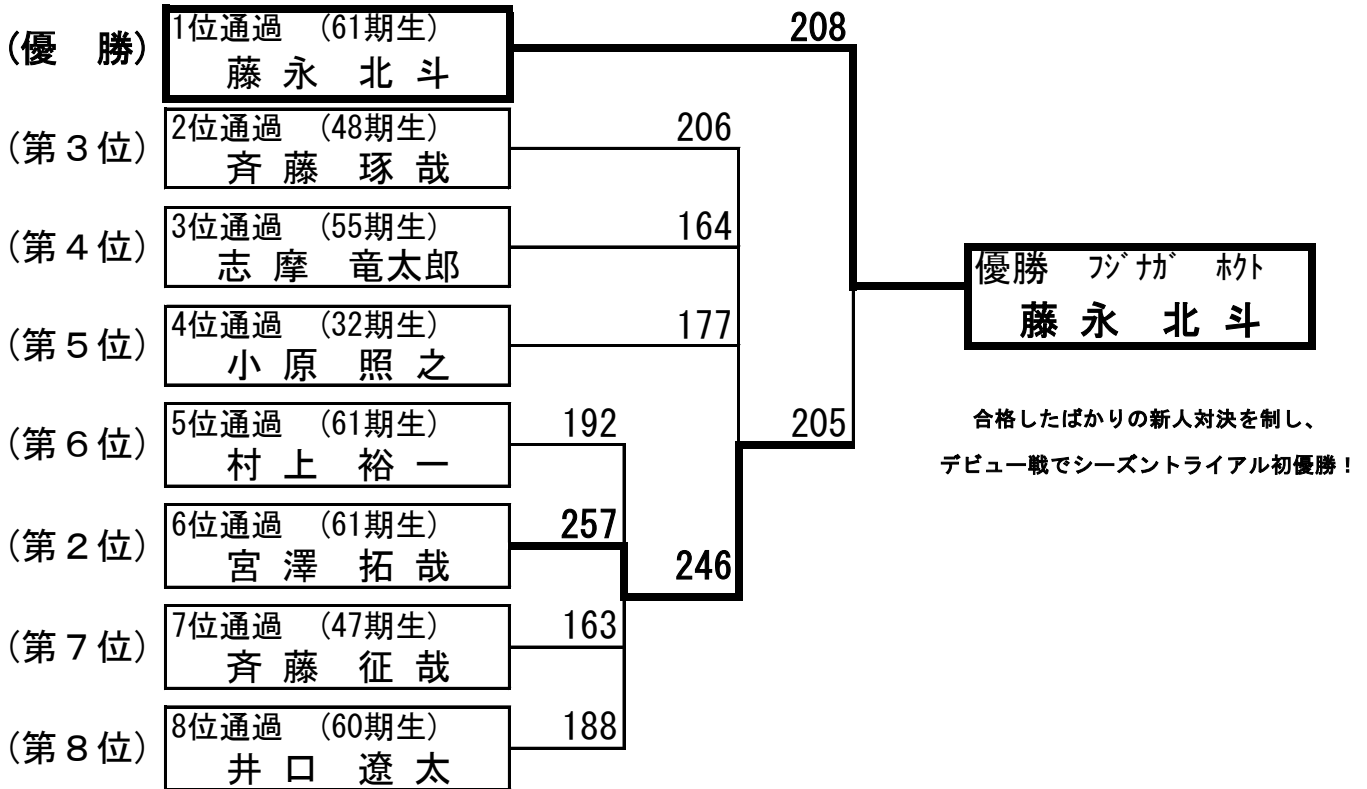 (優　勝)
1位通過　(61期生)
藤 永　北 斗
208
(第３位)
2位通過　(48期生)
斉 藤　琢 哉
206
(第４位)
3位通過　(55期生)
志 摩　竜太郎
164
(第５位)
4位通過　(32期生)
小 原　照 之
177
(第６位)
5位通過　(61期生)
村 上　裕 一
192
205
(第２位)
6位通過　(61期生)
宮 澤　拓 哉
257
246
(第７位)
7位通過　(47期生)
斉 藤　征 哉
163
(第８位)
8位通過　(60期生)
井 口　遼 太
188
優勝　ﾌｼﾞﾅｶﾞ　ﾎｸﾄ
藤 永　北 斗
合格したばかりの新人対決を制し、
デビュー戦でシーズントライアル初優勝！